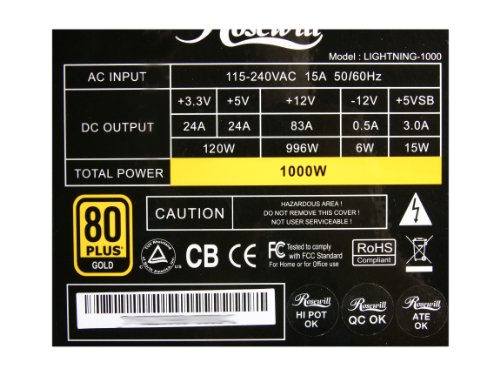 Rosewill
Model : LIGHTNING-1000
AC INPUT 115-240VAC 15A 50/60Hz
DC OUTPUT +3.3V +5V +12V -12V +5VSB
24A 24A 83A 0.5A 3.0A
120W 996W 6W 15W
TOTAL POWER 1000W
80
PLUS
GOLD
CAUTION
HAZARDOUS AREA !
DO NOT REMOVE THIS COVER !
NOT USER SERVICEABLE !
CB CE FC Tested to comply
with FCC Standard
For Home or for Office use
RoHS
Compliant
Rosewill
HI POT
OK
Rosewill
QC OK
Rosewill
ATE
OK